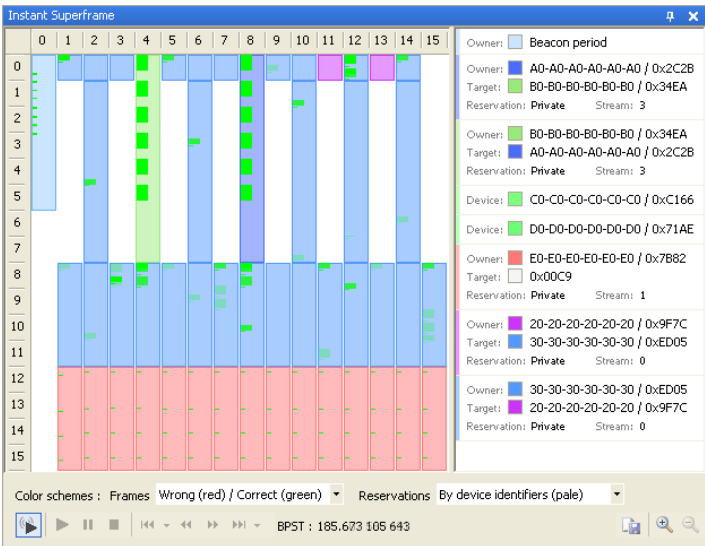 Instant Superframe
0 1 2 3 4 5 6 7 8 9 10 11 12 13 14 15
0
1
2
3
4
5
6
7
8
9
10
11
12
13
14
15
Owner: Beacon period
Owner: A0-A0-A0-A0-A0-A0 / 0x2C2B
Target: B0-B0-B0-B0-B0-B0 / 0x34EA
Reservation: Private Stream: 3
Owner: B0-B0-B0-B0-B0-B0 / 0x34EA
Target: A0-A0-A0-A0-A0-A0 / 0x2C2B
Reservation: Private Stream: 3
Device: C0-C0-C0-C0-C0-C0 / 0xC166
Device: D0-D0-D0-D0-D0-D0 / 0x71AE
Owner: E0-E0-E0-E0-E0-E0 / 0x7B82
Target: 0x00C9
Reservation: Private Stream: 1
Owner: 20-20-20-20-20-20 / 0x9F7C
Target: 30-30-30-30-30-30 / 0xED05
Reservation: Private Stream: 0
Owner: 30-30-30-30-30-30 / 0xED05
Target: 20-20-20-20-20-20 / 0x9F7C
Reservation: Private Stream: 0
Color schemes : Frames Wrong (red) / Correct (green) Reservations By device identifiers (pale)
BPST : 185.673 105 643